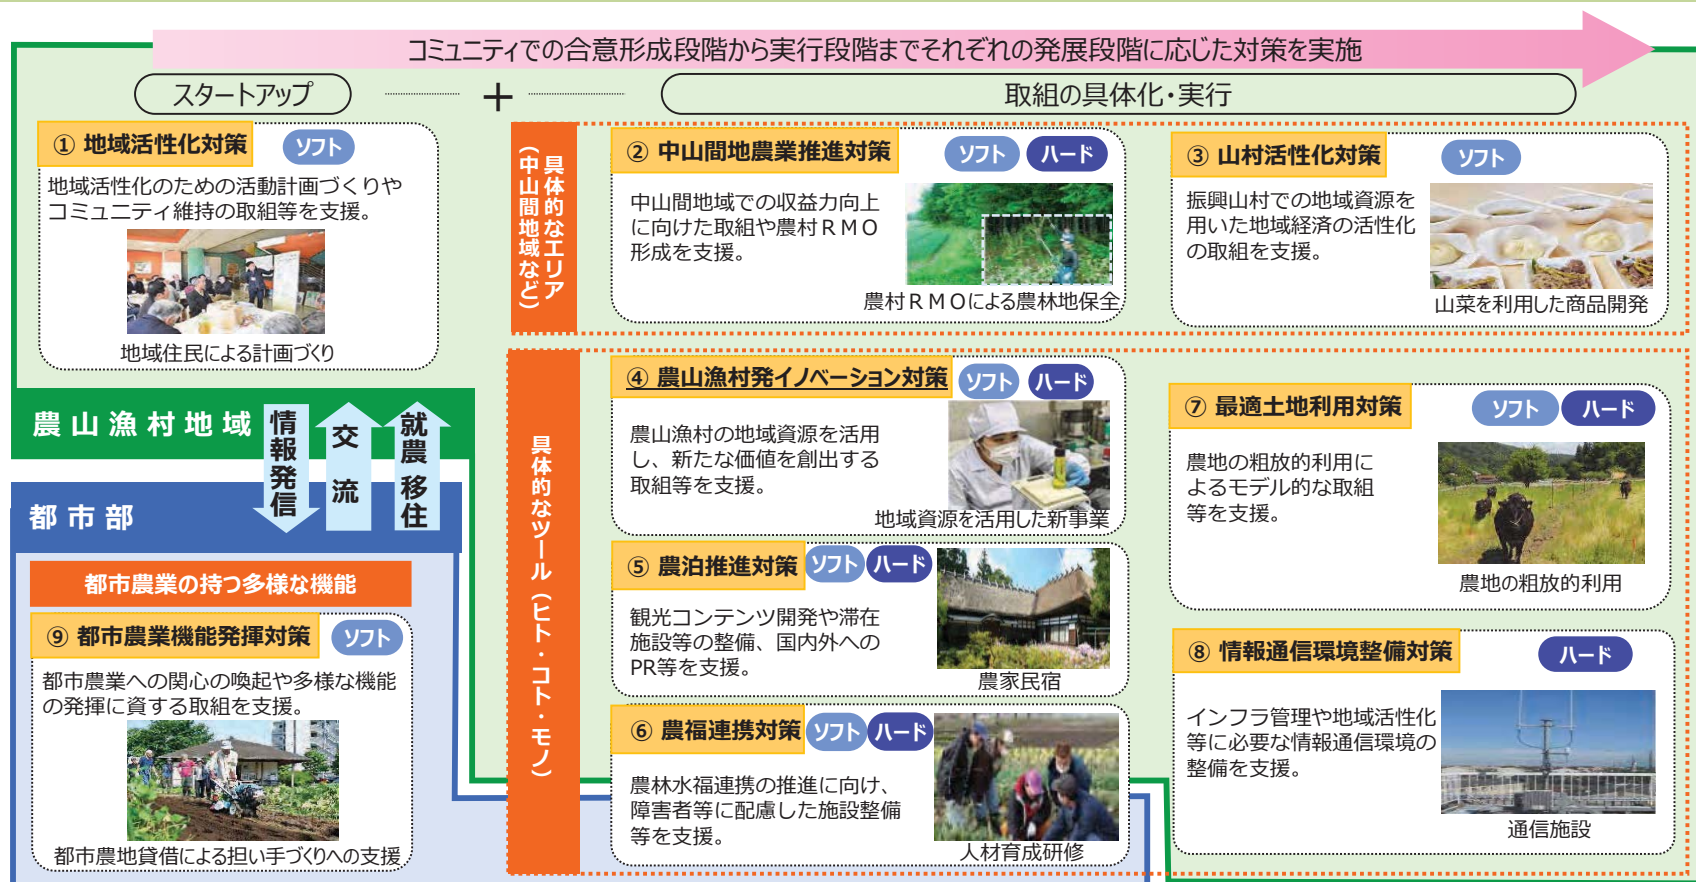 コミュニティでの合意形成段階から実行段階までそれぞれの発展段階に応じた対策を実施
スタートアップ
＋
取組の具体化・実行
① 地域活性化対策
ソフト
地域活性化のための活動計画づくりや
コミュニティ維持の取組等を支援。
地域住民による計画づくり
具体的なエリア
（中山間地域など）
② 中山間地農業推進対策
ソフト
ハード
中山間地域での収益力向上
に向けた取組や農村ＲＭＯ
形成を支援。
農村ＲＭＯによる農林地保全
③ 山村活性化対策
ソフト
振興山村での地域資源を
用いた地域経済の活性化
の取組を支援。
山菜を利用した商品開発
農山漁村地域
情報発信
交流
就農移住
都市部
都市農業の持つ多様な機能
⑨ 都市農業機能発揮対策
ソフト
都市農業への関心の喚起や多様な機能
の発揮に資する取組を支援。
都市農地貸借による担い手づくりへの支援
具体的なツール（ヒト・コト・モノ）
④ 農山漁村発イノベーション対策
ソフト
ハード
農山漁村の地域資源を活用
し、新たな価値を創出する
取組等を支援。
地域資源を活用した新事業
⑤ 農泊推進対策
ソフト
ハード
観光コンテンツ開発や滞在
施設等の整備、国内外への
PR等を支援。
農家民宿
⑥ 農福連携対策
ソフト
ハード
農林水福連携の推進に向け、
障害者等に配慮した施設整備
等を支援。
人材育成研修
⑦ 最適土地利用対策
ソフト
ハード
農地の粗放的利用に
よるモデル的な取組
等を支援。
農地の粗放的利用
⑧ 情報通信環境整備対策
ハード
インフラ管理や地域活性化
等に必要な情報通信環境の
整備を支援。
通信施設